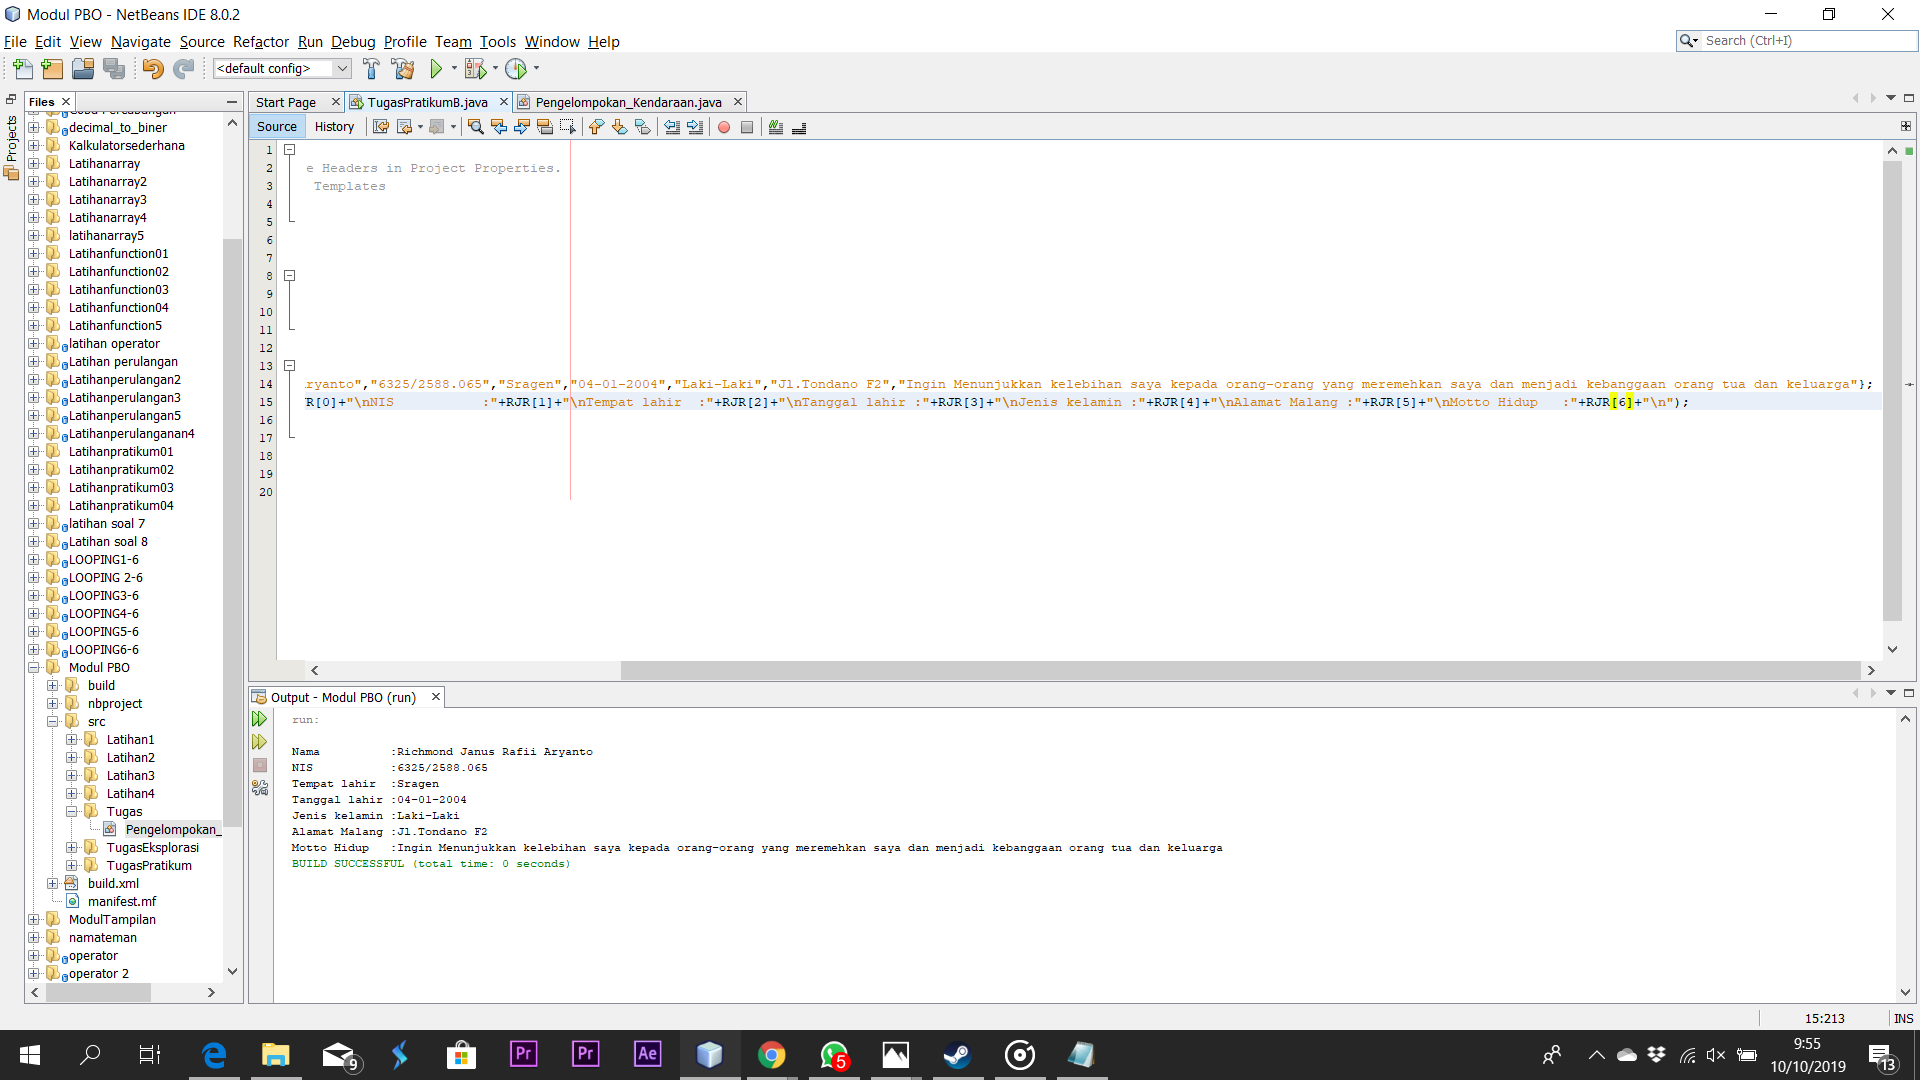 Modul PBO - NetBeans IDE 8.0.2
File Edit View Navigate Source Refactor Run Debug Profile Team Tools Window Help
Search (Ctrl+I)
<default config>
Projects
Files
decimal_to_biner
Kalkulatorsederhana
Latihanarray
Latihanarray2
Latihanarray3
Latihanarray4
latihanarray5
Latihanfunction01
Latihanfunction02
Latihanfunction03
Latihanfunction04
Latihanfunction5
latihan operator
Latihan perulangan
Latihanperulangan2
Latihanperulangan3
Latihanperulangan5
Latihanperulanganan4
Latihanpratikum01
Latihanpratikum02
Latihanpratikum03
Latihanpratikum04
latihan soal 7
Latihan soal 8
LOOPING1-6
LOOPING 2-6
LOOPING3-6
LOOPING4-6
LOOPING5-6
LOOPING6-6
Modul PBO
build
nbproject
src
Latihan1
Latihan2
Latihan3
Latihan4
Tugas
Pengelompokan_
TugasEksplorasi
TugasPratikum
build.xml
manifest.mf
ModulTampilan
namateman
operator
operator 2
Start Page TugasPratikumB.java Pengelompokan_Kendaraan.java
Source History
1
2 e Headers in Project Properties.
3 Templates
4
5
6
7
8
9
10
11
12
13
14 ryanto","6325/2588.065","Sragen","04-01-2004","Laki-Laki","Jl.Tondano F2","Ingin Menunjukkan kelebihan saya kepada orang-orang yang meremehkan saya dan menjadi kebanggaan orang tua dan keluarga"};
15 R[0]+"\nNIS           :"+RJR[1]+"\nTempat lahir  :"+RJR[2]+"\nTanggal lahir :"+RJR[3]+"\nJenis kelamin :"+RJR[4]+"\nAlamat Malang :"+RJR[5]+"\nMotto Hidup   :"+RJR[6]+"\n");
16
17
18
19
20
Output - Modul PBO (run)
run:
Nama          :Richmond Janus Rafii Aryanto
NIS           :6325/2588.065
Tempat lahir  :Sragen
Tanggal lahir :04-01-2004
Jenis kelamin :Laki-Laki
Alamat Malang :Jl.Tondano F2
Motto Hidup   :Ingin Menunjukkan kelebihan saya kepada orang-orang yang meremehkan saya dan menjadi kebanggaan orang tua dan keluarga
BUILD SUCCESSFUL (total time: 0 seconds)
15:213 INS
9
Pr
Pr
Ae
5
9:55
10/10/2019
13